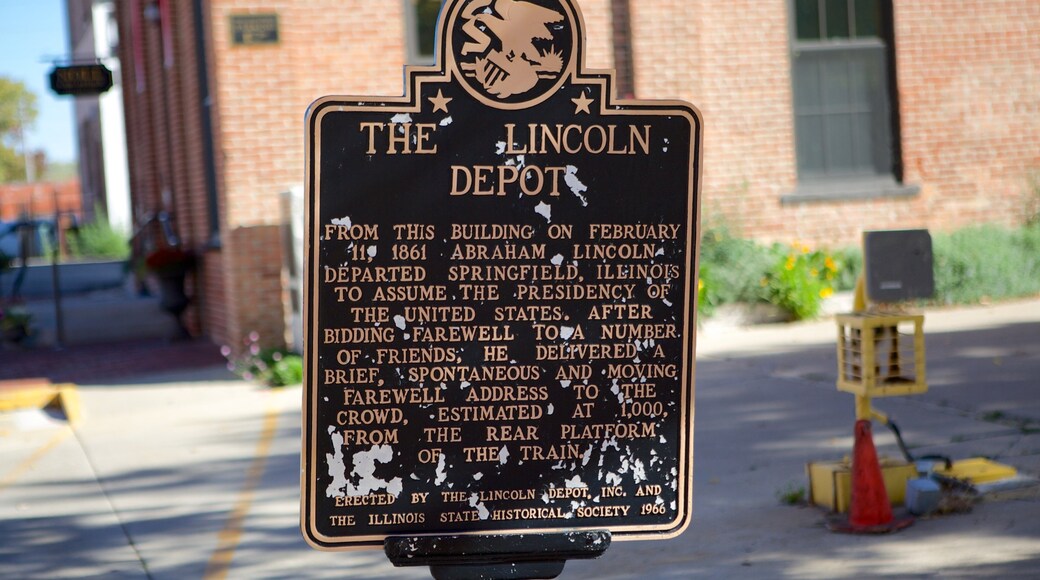 THE LINCOLN
DEPOT
FROM THIS BUILDING ON FEBRUARY
11, 1861 ABRAHAM LINCOLN
DEPARTED SPRINGFIELD, ILLINOIS
TO ASSUME THE PRESIDENCY OF
THE UNITED STATES. AFTER
BIDDING FAREWELL TO A NUMBER
OF FRIENDS, HE DELIVERED A
BRIEF, SPONTANEOUS AND MOVING
FAREWELL ADDRESS TO THE
CROWD, ESTIMATED AT 1,000,
FROM THE REAR PLATFORM
OF THE TRAIN.
ERECTED BY THE LINCOLN DEPOT, INC. AND
THE ILLINOIS STATE HISTORICAL SOCIETY 1966